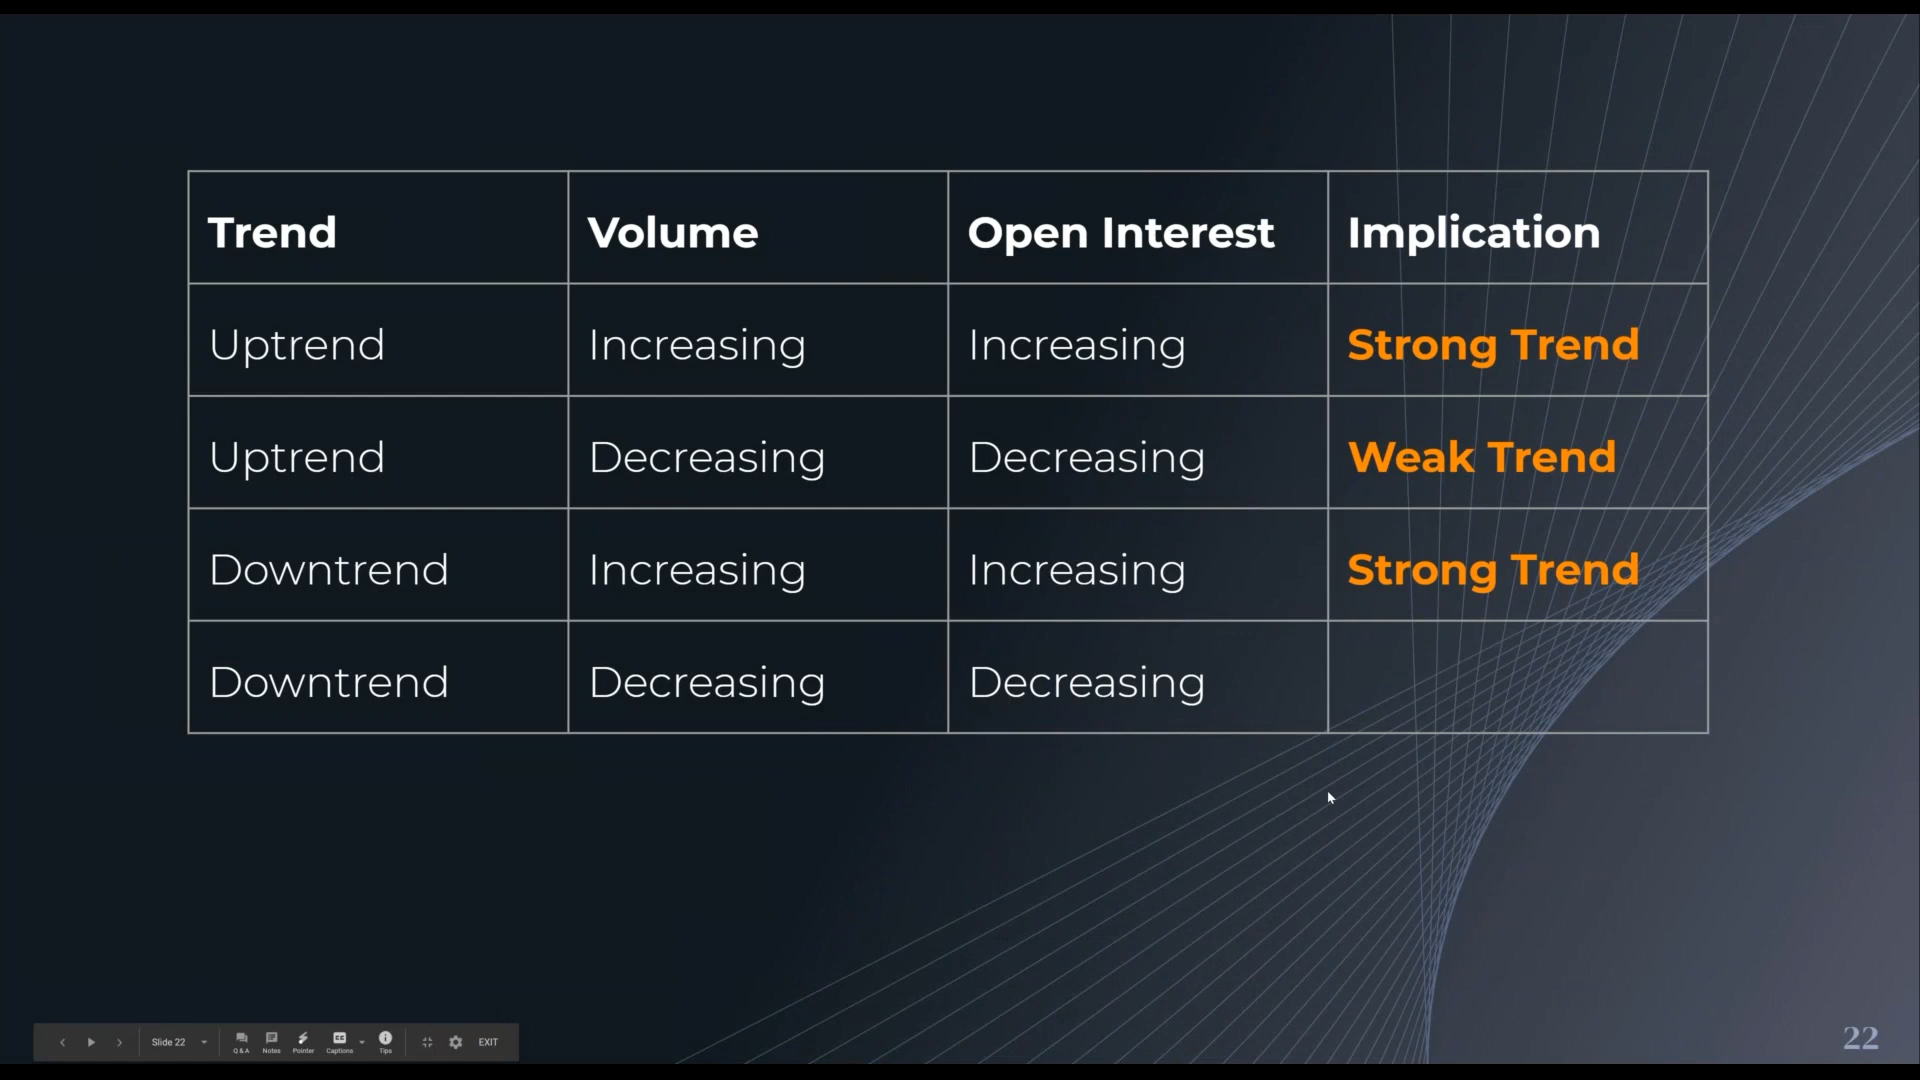 Trend Volume Open Interest Implication
Uptrend Increasing Increasing Strong Trend
Uptrend Decreasing Decreasing Weak Trend
Downtrend Increasing Increasing Strong Trend
Downtrend Decreasing Decreasing
Slide 22 Q&A Notes Pointer CC Captions Tips EXIT
22